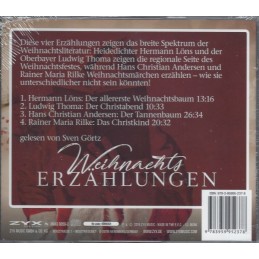 Diese vier Erzählungen zeigen das breite Spektrum der
Weihnachtsliteratur: Heidedichter Hermann Löns und der
Oberbayer Ludwig Thoma zeigen die regionale Seite des
Weihnachtsfestes, während Hans Christian Andersen und
Rainer Maria Rilke Weihnachtsmärchen erzählen – wie sie
unterschiedlicher nicht sein könnten!
1. Hermann Löns: Der allererste Weihnachtsbaum 13:16
2. Ludwig Thoma: Der Christabend 10:33
3. Hans Christian Andersen: Der Tannenbaum 26:34
4. Rainer Maria Rilke: Das Christkind 20:32
gelesen von Sven Görtz
Weihnachts
ERZÄHLUNGEN
ZYX